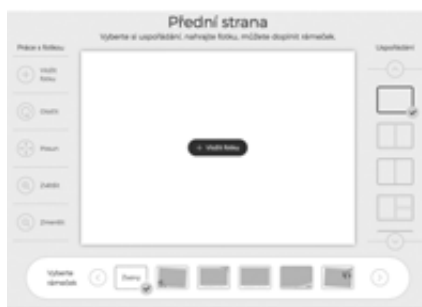 Přední strana
Vyberte si uspořádání, nahrajte fotku, můžete doplnit rámeček.
Práce s fotkou
Uspořádání
Vložit
fotku
Otočit
Posun
Zvětšit
Zmenšit
+ Vložit fotku
Vyberte
rámeček
Žádný